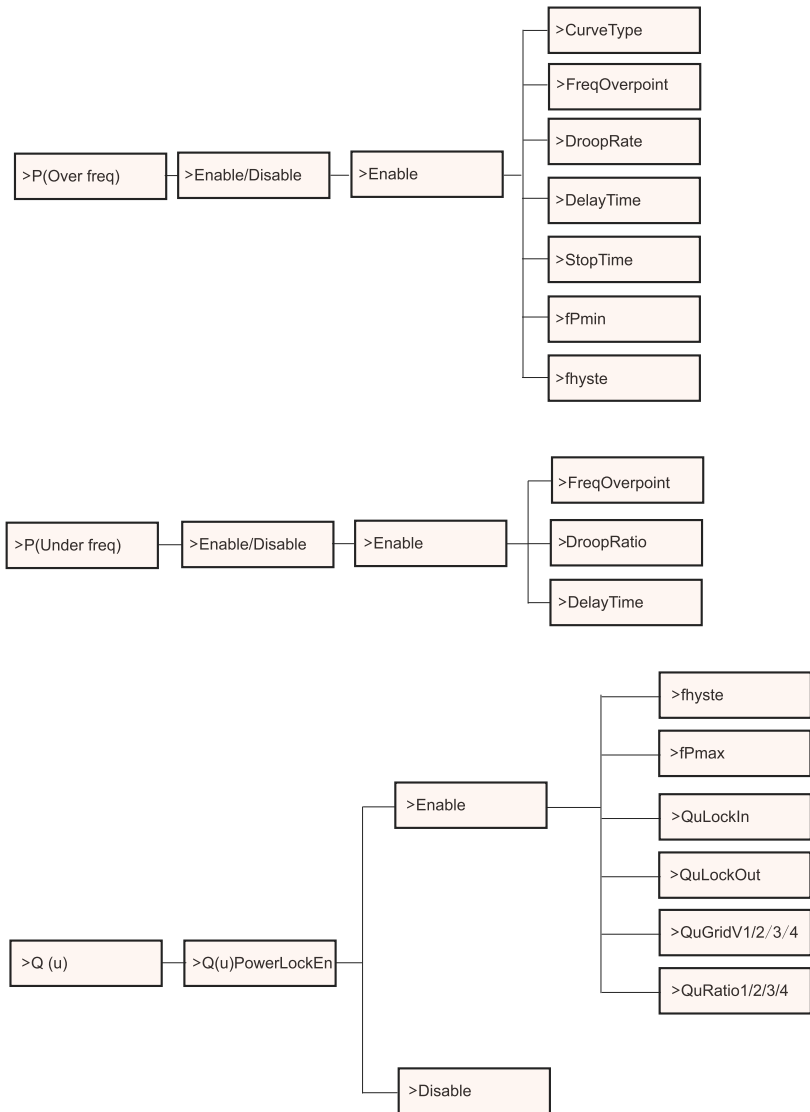 >P(Over freq)
>Enable/Disable
>Enable
>CurveType
>FreqOverpoint
>DroopRate
>DelayTime
>StopTime
>fPmin
>fhyste
>P(Under freq)
>Enable/Disable
>Enable
>FreqOverpoint
>DroopRatio
>DelayTime
>Q (u)
>Q(u)PowerLockEn
>Enable
>fhyste
>fPmax
>QuLockIn
>QuLockOut
>QuGridV1/2/3/4
>QuRatio1/2/3/4
>Disable